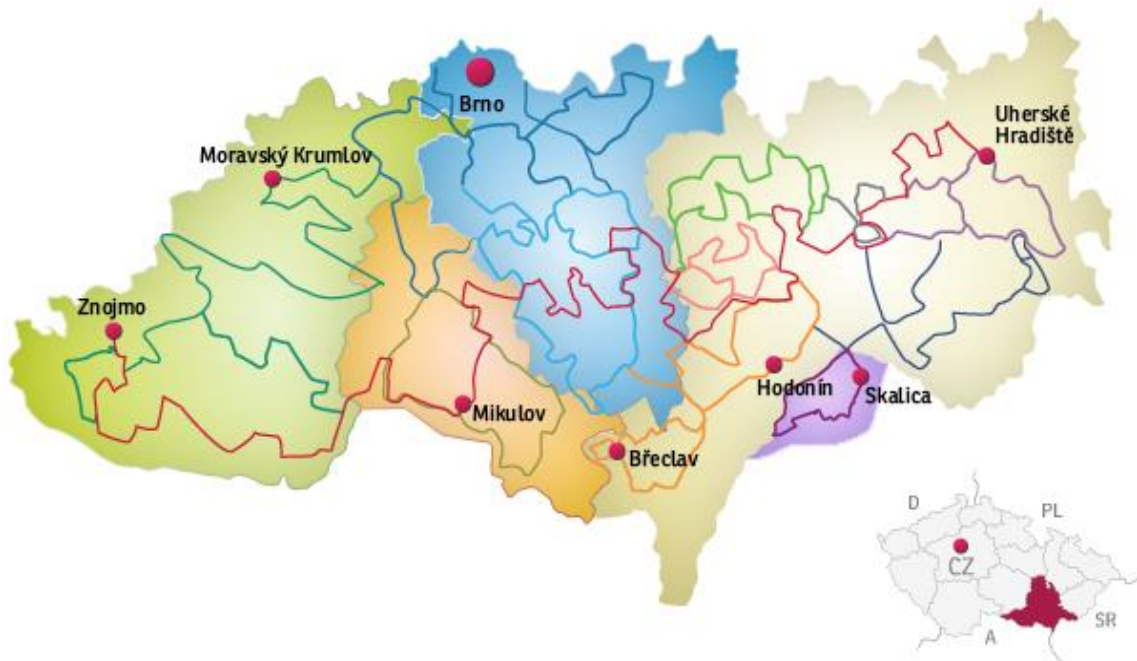 Brno
Uherské
Hradiště
Moravský Krumlov
Znojmo
Hodonín
Skalica
Mikulov
Břeclav
D
PL
CZ
SR
A